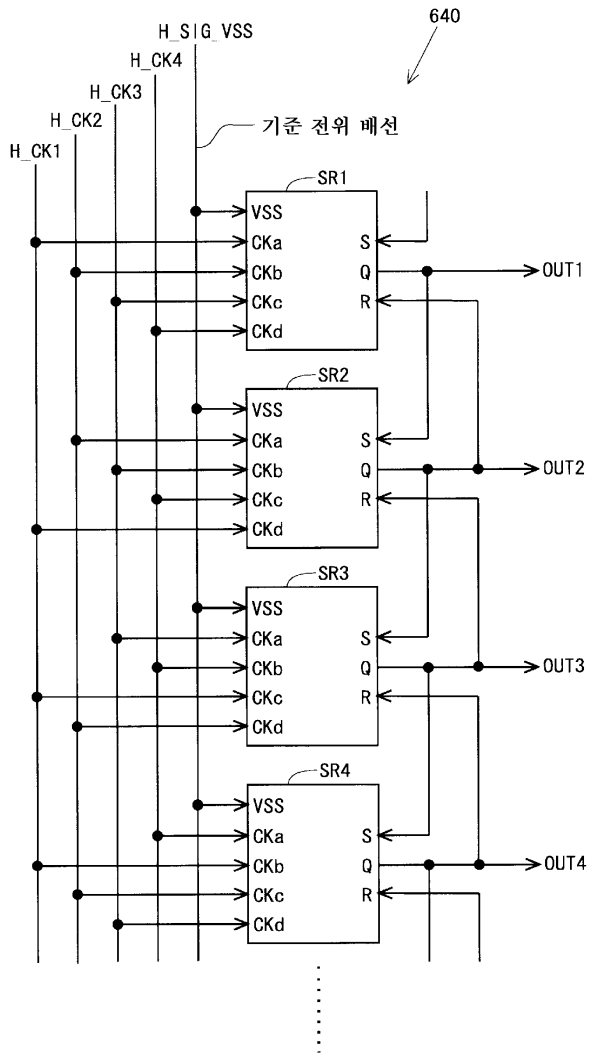 640
H_SIG_VSS
H_CK4
H_CK3
H_CK2
H_CK1
기준 전위 배선
SR1
VSS
CKa
S
CKb
Q
OUT1
CKc
R
CKd
SR2
VSS
CKa
S
CKb
Q
OUT2
CKc
R
CKd
SR3
VSS
CKa
S
CKb
Q
OUT3
CKc
R
CKd
SR4
VSS
CKa
S
CKb
Q
OUT4
CKc
R
CKd